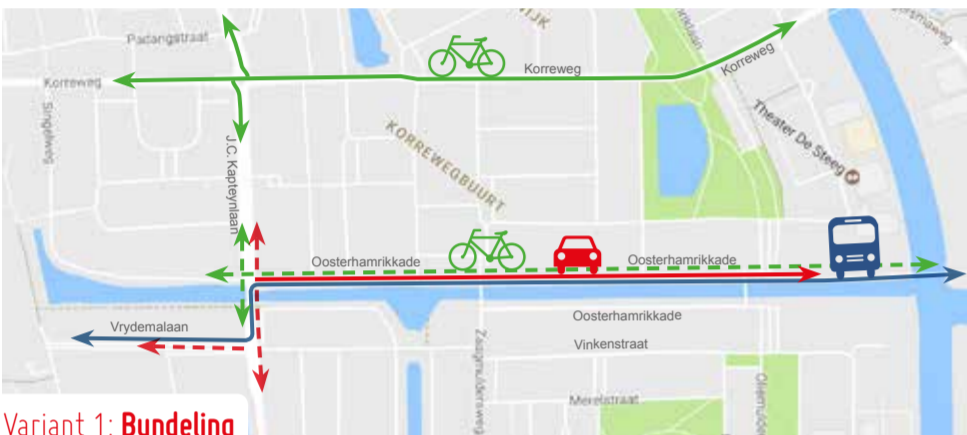 Padangstraat
Korreweg
Korreweg
Korreweg
Singelweg
J.C. Kapteynlaan
KORREWEGBUURT
Theater De Steeg
Oosterhamrikkade
Oosterhamrikkade
Vrydemalaan
Oosterhamrikkade
Vinkenstraat
Zaagmuldersweg
Merelstraat
Variant 1: Bundeling